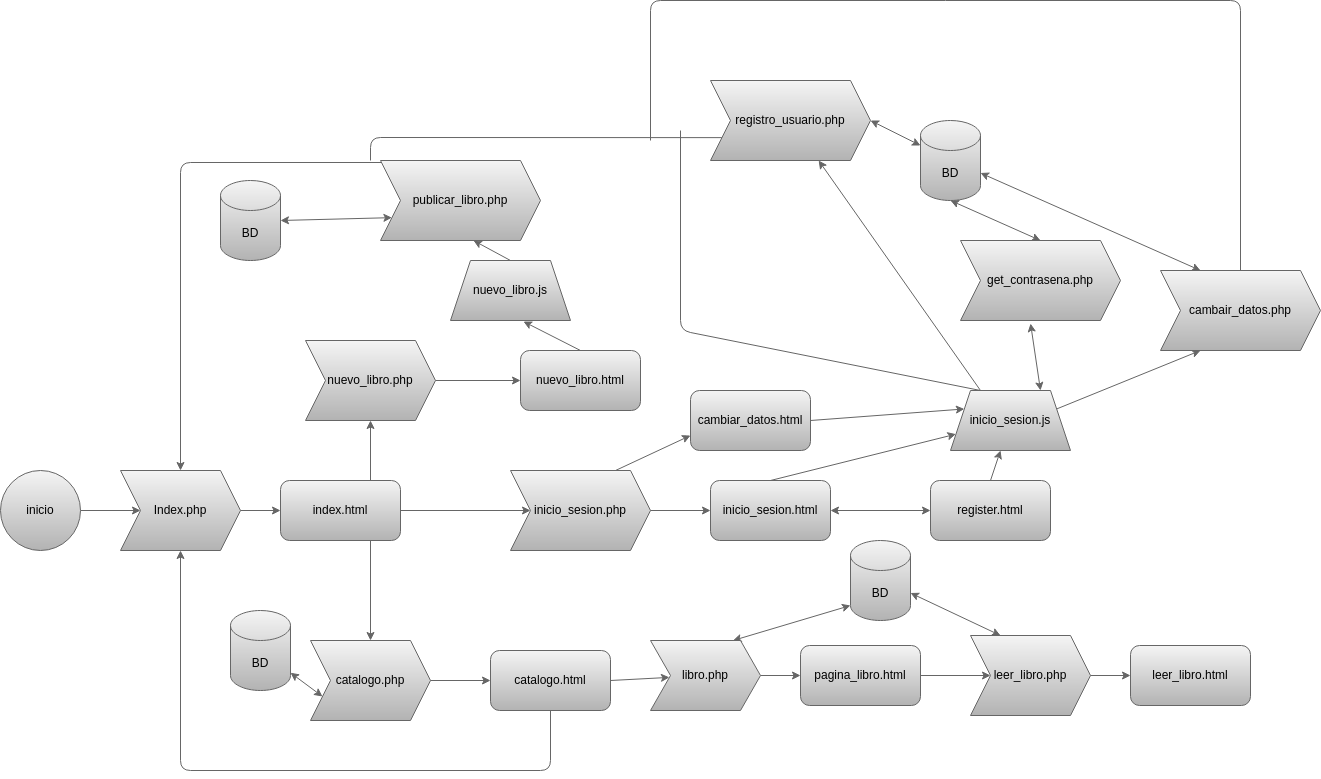 registro_usuario.php
BD
publicar_libro.php
BD
get_contrasena.php
nuevo_libro.js
cambair_datos.php
nuevo_libro.php
nuevo_libro.html
cambiar_datos.html
inicio_sesion.js
inicio
Index.php
index.html
inicio_sesion.php
inicio_sesion.html
register.html
BD
BD
catalogo.php
catalogo.html
libro.php
pagina_libro.html
leer_libro.php
leer_libro.html